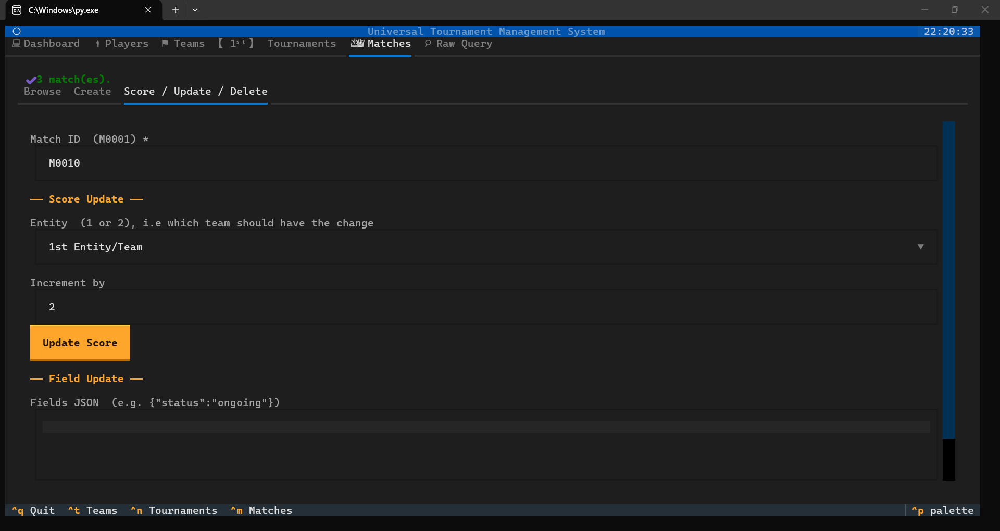 C:\Windows\py.exe
Universal Tournament Management System 22:20:33
Dashboard Players Teams 【 1ˢᵗ 】 Tournaments Matches Raw Query
✔3 match(es).
Browse Create Score / Update / Delete
Match ID (M0001) *
M0010
── Score Update ──
Entity (1 or 2), i.e which team should have the change
1st Entity/Team ▼
Increment by
2
Update Score
── Field Update ──
Fields JSON (e.g. {"status":"ongoing"})
^q Quit ^t Teams ^n Tournaments ^m Matches ^p palette